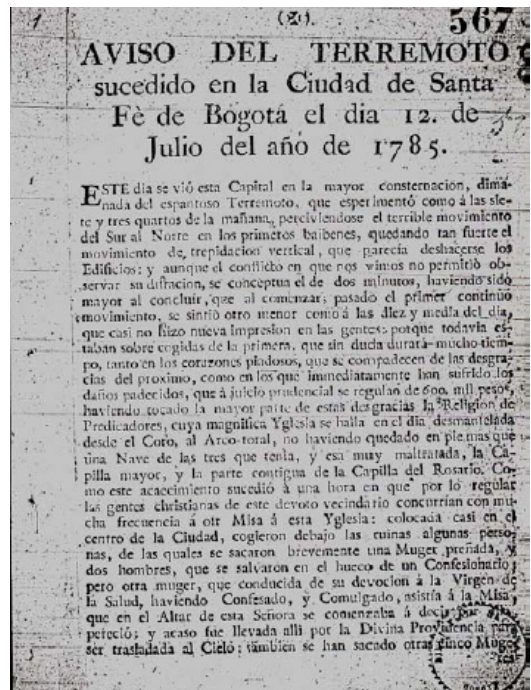 (1).
567
AVISO DEL TERREMOTO
sucedido en la Ciudad de Santa
Fè de Bogotá el dia 12. de
Julio del año de 1785.
ESTE dia se vió esta Capital en la mayor consternacion, dima-
nada del espantoso Terremoto, que esperimentó como á las sie-
te y tres quartos de la mañana, perciviendose el terrible movimiento
del Sur al Norte en los primeros baibenes, quedando tan fuerte el
movimiento de trepidacion vertical, que parecia deshacerse los
Edificios: y aunque el conflicto en que nos vimos no permitió ob-
servar su duracion, se conceptua el de dos minutos, haviendo sido
mayor al concluir, que al comenzar; pasado el primer continuo
movimiento, se sintió otro menor como á las diez y media del dia,
que casi no hizo nueva impresion en las gentes: porque todavia es-
taban sobre cogidas de la primera, que sin duda durará mucho tiem-
po, tanto en los corazones piadosos, que se compadecen de las desgra-
cias del proximo, como en los que immediatamente han sufrido los
daños padecidos, que á juicio prudencial se regulan de 600. mil pesos,
haviendo tocado la mayor parte de estas desgracias la Religion de
Predicadores, cuya magnifica Yglesia se halla en el dia desmantelada
desde el Coro, al Arco toral, no haviendo quedado en pie mas que
una Nave de las tres que tenia, y esa muy maltratada, la Ca-
pilla mayor, y la parte contigua de la Capilla del Rosario. Co-
mo este acaecimiento sucedió á una hora en que por lo regular
las gentes christianas de este devoto vecindario concurrian con mu-
cha frecuencia á oir Misa á esta Yglesia: colocada casi en el
centro de la Ciudad, cogieron debajo las ruinas algunas perso-
nas, de las quales se sacaron brevemente una Muger preñada, y
dos hombres, que se salvaron en el hueco de un Confesionario;
pero otra muger, que conducida de su devocion á la Virgen de
la Salud, haviendo Confesado, y Comulgado, asistia á la Misa,
que en el Altar de esta Señora se comenzaba á decir
pereció; y acaso fue llevada alli por la Divina Providencia para
ser trasladada al Cielo; tambien se han sacado otras cinco Muge-
res